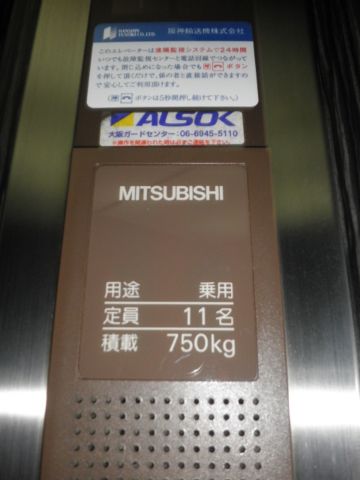 HANSHIN YUSOKI CO.,LTD. 阪神輸送機株式会社
このエレベーターは遠隔監視システムで24時間
いつでも故障監視センターと電話回線でつながって
います。閉じ込めになった場合でも 呼 ボタン
を押して頂くだけで、係の者と直接話ができますの
で安心してご利用頂けます。
(呼 ボタンは5秒間押し続けて下さい。)
ALSOK
大阪ガードセンター:06-6945-5110
MITSUBISHI
用途 乗用
定員 11名
積載 750kg